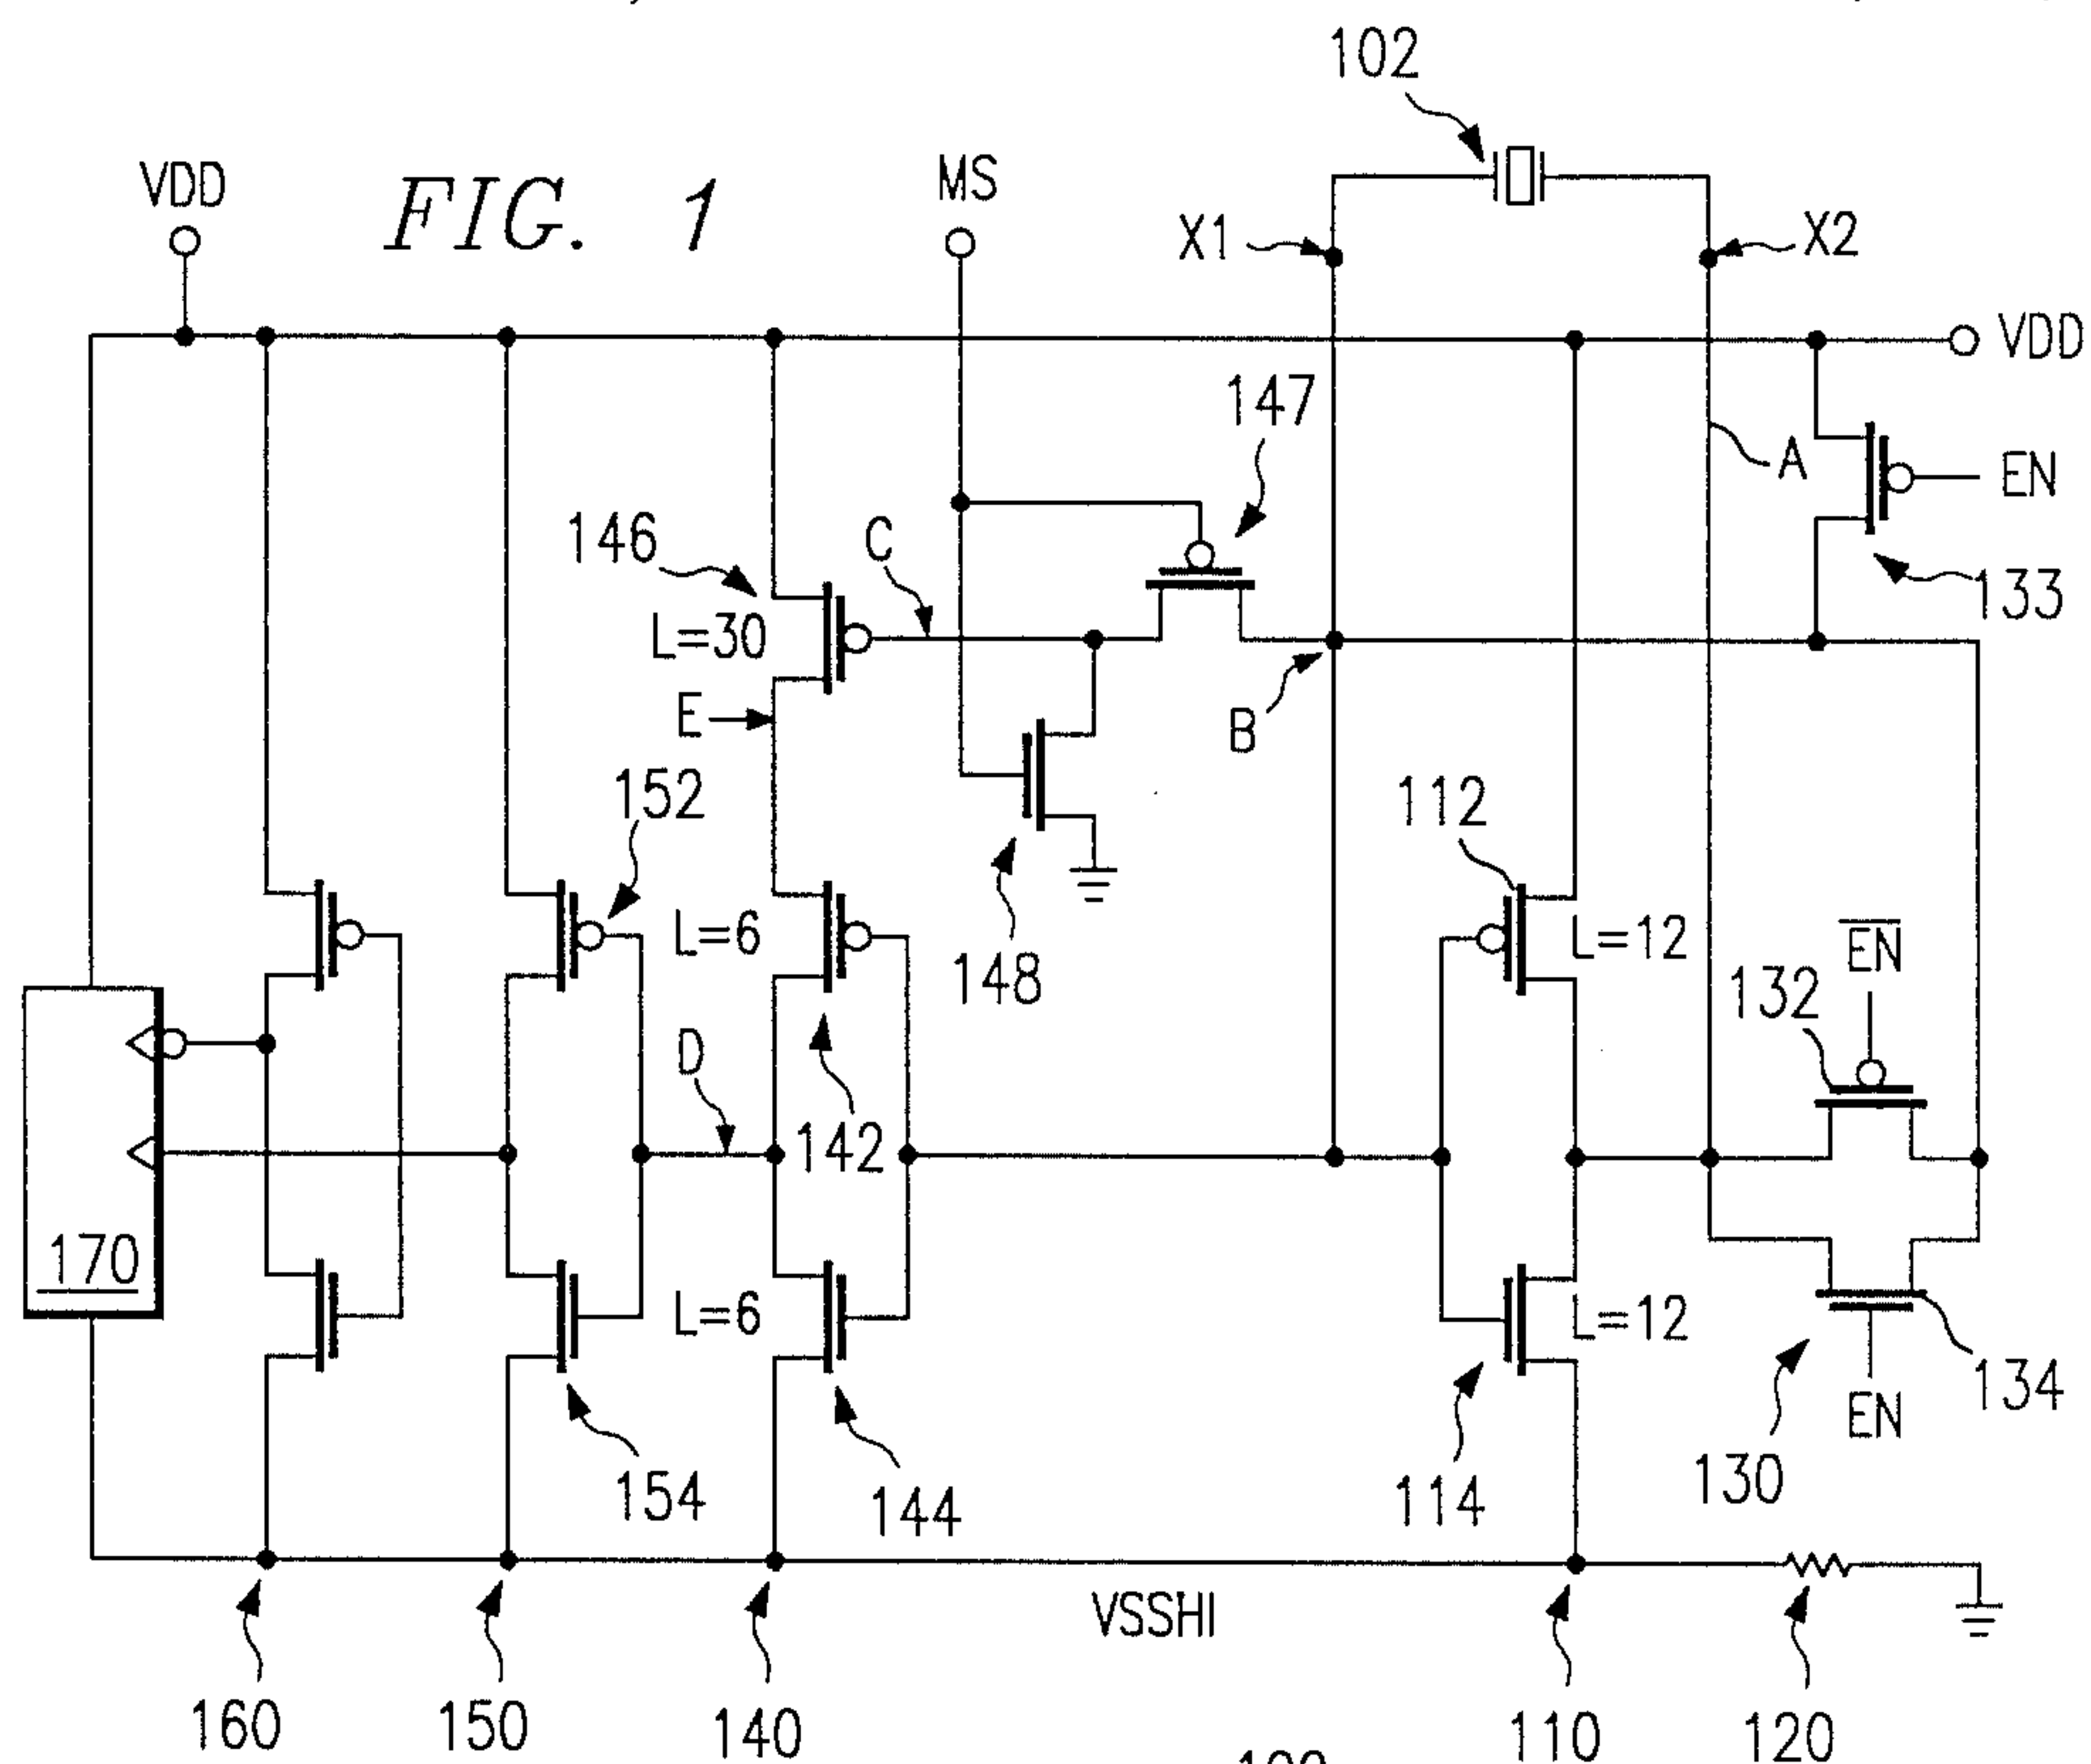 102
VDD
FIG. 1
MS
X1
X2
VDD
147
A
EN
146
C
133
L=30
E
B
152
112
148
L=6
L=12
EN
132
D
142
170
L=6
L=12
134
EN
130
154
144
114
VSSHI
160
150
140
110
120